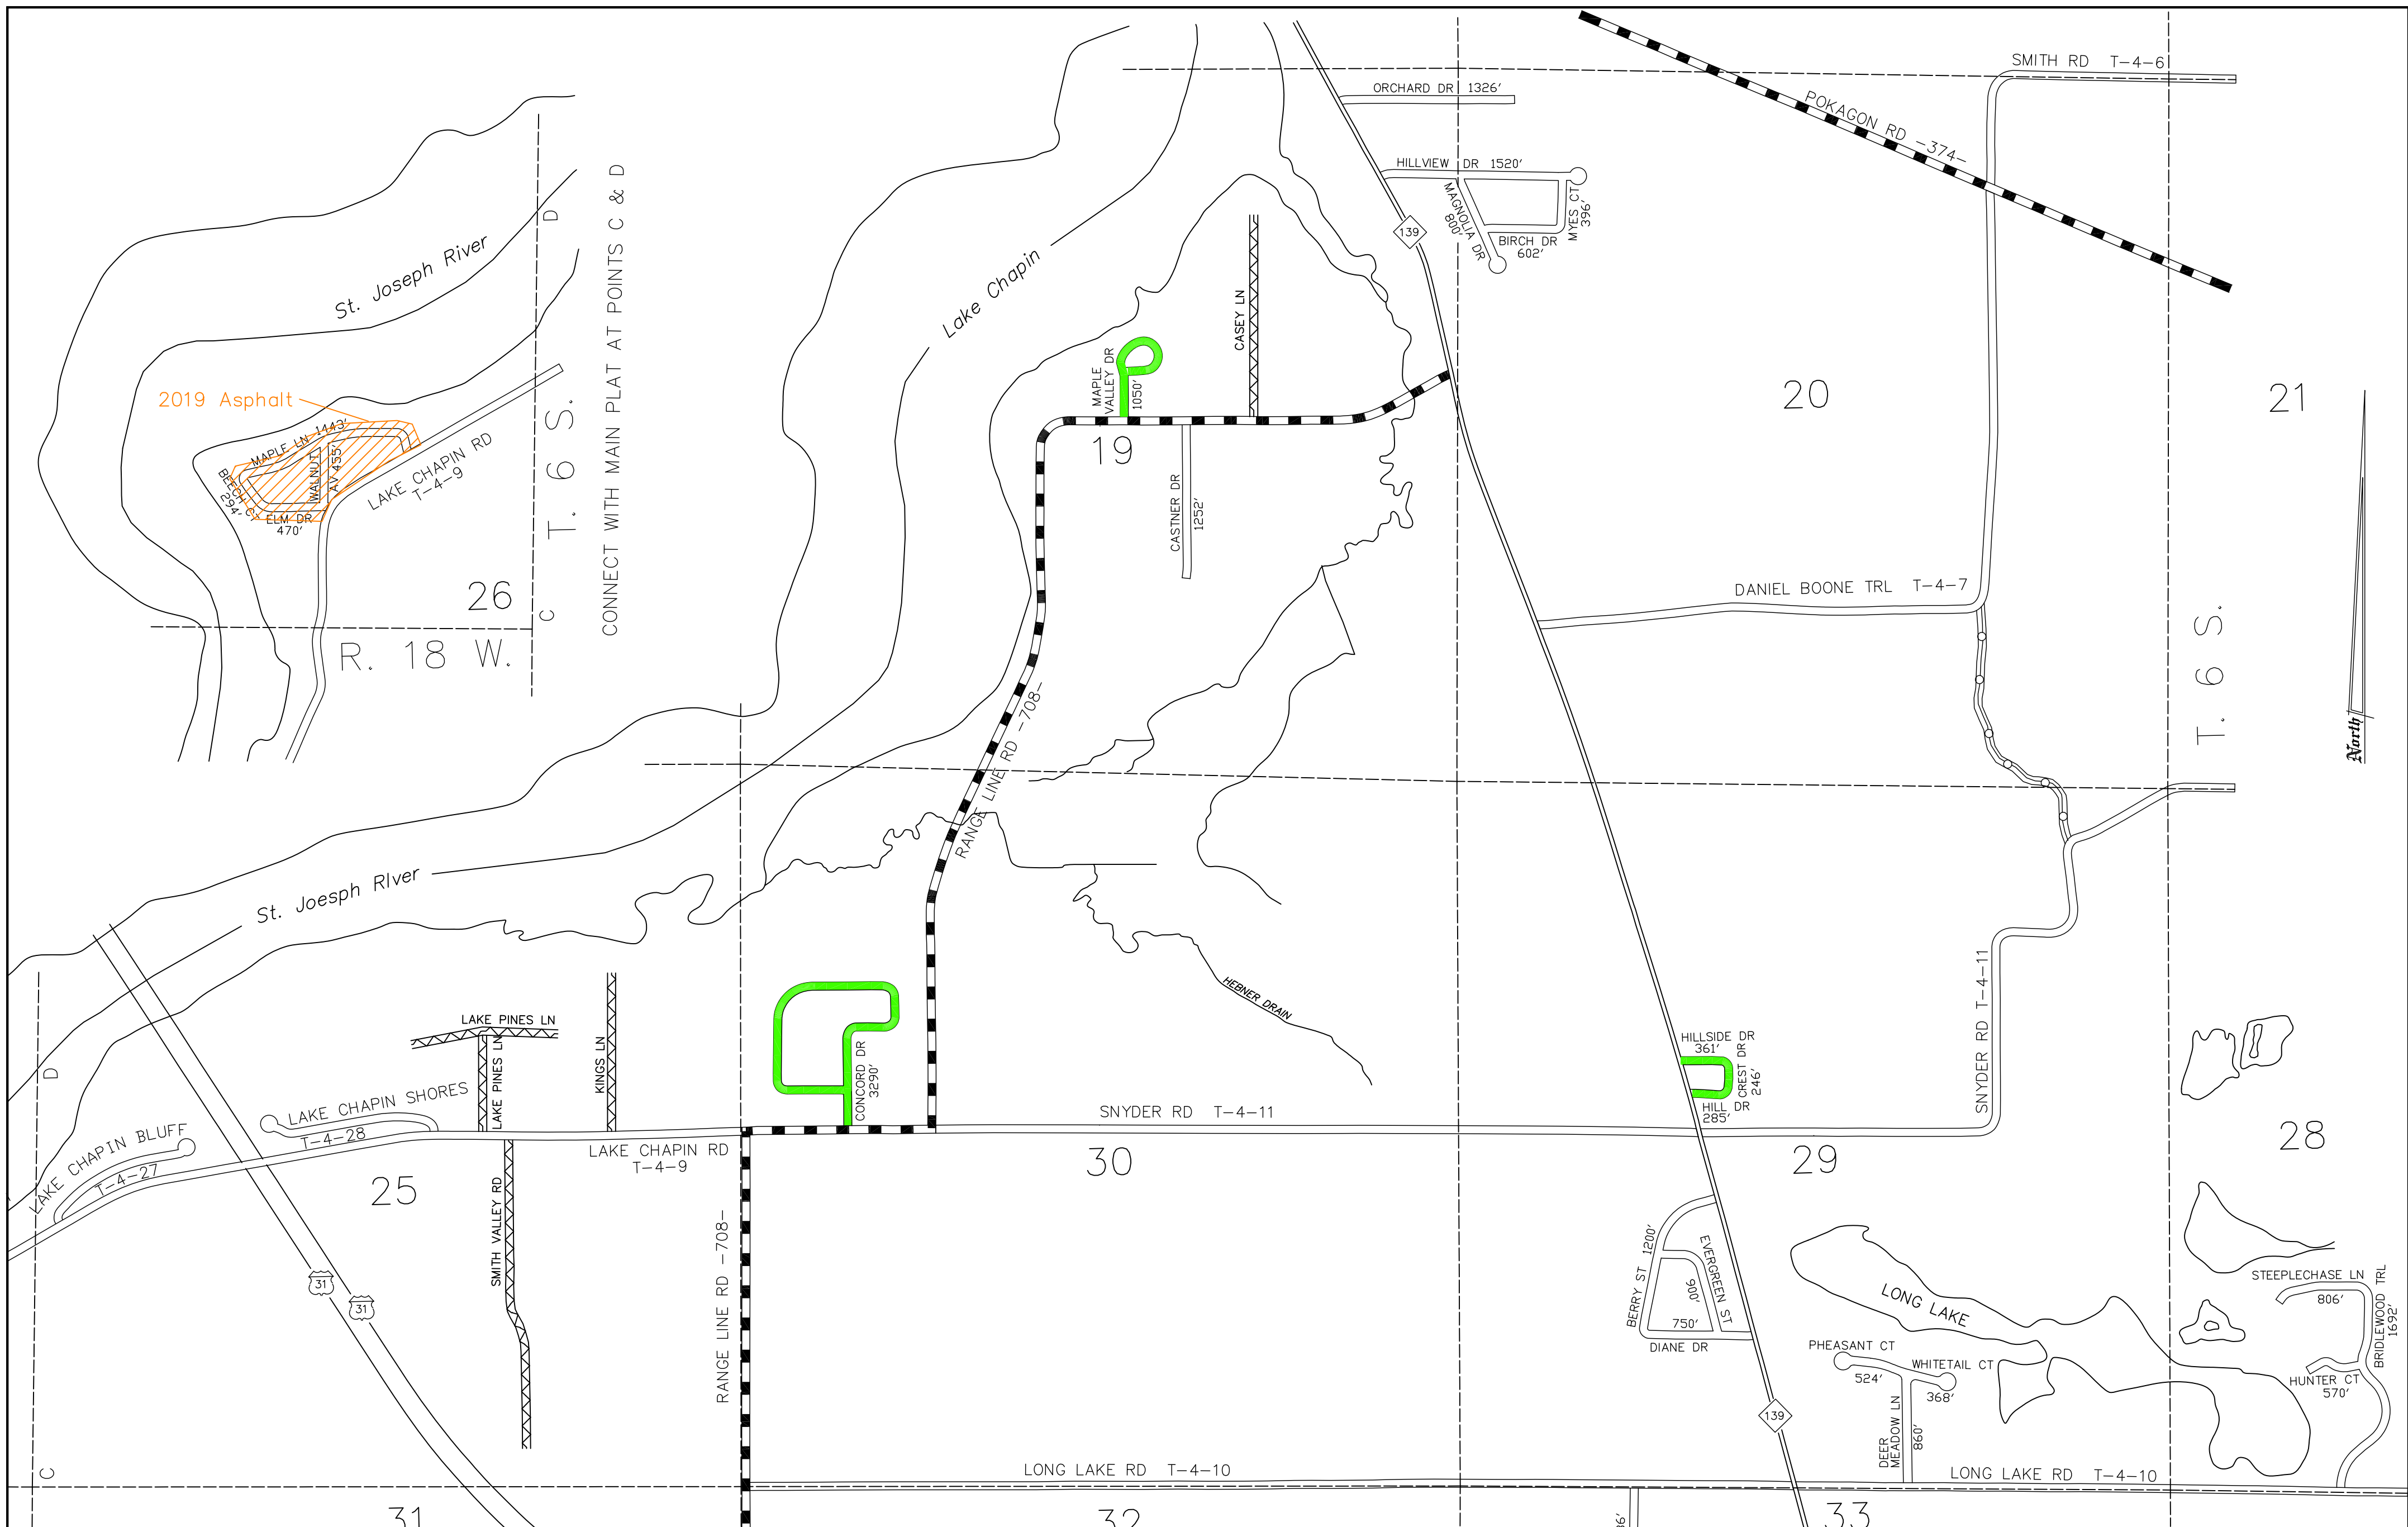 SMITH RD T-4-6
ORCHARD DR 1326'
POKAGON RD -374-
HILLVIEW DR 1520'
MAGNOLIA DR
800'
MYES CT
396'
BIRCH DR
602'
139
D
CONNECT WITH MAIN PLAT AT POINTS C & D
St. Joseph River
Lake Chapin
CASEY LN
MAPLE
VALLEY DR
1050'
2019 Asphalt
MAPLE LN 1443'
WALNUT
AV 455'
BEECH CT
294'
ELM DR
470'
LAKE CHAPIN RD
T-4-9
T. 6 S.
19
20
21
CASTNER DR
1252'
26
C
R. 18 W.
DANIEL BOONE TRL T-4-7
T. 6 S.
North
RANGE LINE RD -708-
St. Joesph RIver
HEBNER DRAIN
SNYDER RD T-4-11
LAKE PINES LN
LAKE PINES LN
KINGS LN
CONCORD DR
3290'
HILLSIDE DR
361'
CREST DR
246'
HILL DR
285'
D
LAKE CHAPIN SHORES
T-4-28
LAKE CHAPIN BLUFF
T-4-27
SNYDER RD T-4-11
LAKE CHAPIN RD
T-4-9
25
30
29
28
SMITH VALLEY RD
RANGE LINE RD -708-
31
31
BERRY ST 1200'
EVERGREEN ST
600'
750'
DIANE DR
LONG LAKE
STEEPLECHASE LN
806'
BRIDLEWOOD TRL
1692'
PHEASANT CT
524'
WHITETAIL CT
368'
HUNTER CT
570'
DEER
MEADOW LN
860'
139
C
LONG LAKE RD T-4-10
LONG LAKE RD T-4-10
31
32
33